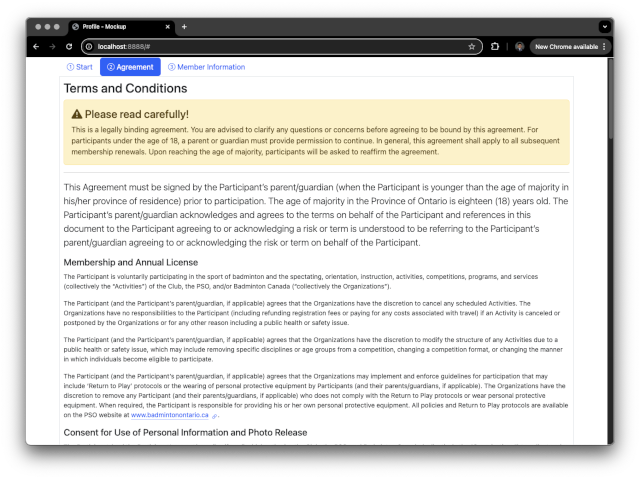 Profile - Mockup
localhost:8888/#
New Chrome available
1 Start
2 Agreement
3 Member Information
Terms and Conditions
Please read carefully!
This is a legally binding agreement. You are advised to clarify any questions or concerns before agreeing to be bound by this agreement. For
participants under the age of 18, a parent or guardian must provide permission to continue. In general, this agreement shall apply to all subsequent
membership renewals. Upon reaching the age of majority, participants will be asked to reaffirm the agreement.
This Agreement must be signed by the Participant's parent/guardian (when the Participant is younger than the age of majority in
his/her province of residence) prior to participation. The age of majority in the Province of Ontario is eighteen (18) years old. The
Participant's parent/guardian acknowledges and agrees to the terms on behalf of the Participant and references in this
document to the Participant agreeing to or acknowledging a risk or term is understood to be referring to the Participant's
parent/guardian agreeing to or acknowledging the risk or term on behalf of the Participant.
Membership and Annual License
The Participant is voluntarily participating in the sport of badminton and the spectating, orientation, instruction, activities, competitions, programs, and services
(collectively the "Activities") of the Club, the PSO, and/or Badminton Canada ("collectively the Organizations").
The Participant (and the Participant's parent/guardian, if applicable) agrees that the Organizations have the discretion to cancel any scheduled Activities. The
Organizations have no responsibilities to the Participant (including refunding registration fees or paying for any costs associated with travel) if an Activity is canceled or
postponed by the Organizations or for any other reason including a public health or safety issue.
The Participant (and the Participant's parent/guardian, if applicable) agrees that the Organizations have the discretion to modify the structure of any Activities due to a
public health or safety issue, which may include removing specific disciplines or age groups from a competition, changing a competition format, or changing the manner
in which individuals become eligible to participate.
The Participant (and the Participant's parent/guardian, if applicable) agrees that the Organizations may implement and enforce guidelines for participation that may
include 'Return to Play' protocols or the wearing of personal protective equipment by Participants (and their parents/guardians, if applicable). The Organizations have the
discretion to remove any Participant (and their parents/guardians, if applicable) who does not comply with the Return to Play protocols or wear personal protective
equipment. When required, the Participant is responsible for providing his or her own personal protective equipment. All policies and Return to Play protocols are available
on the PSO website at www.badmintonontario.ca .
Consent for Use of Personal Information and Photo Release